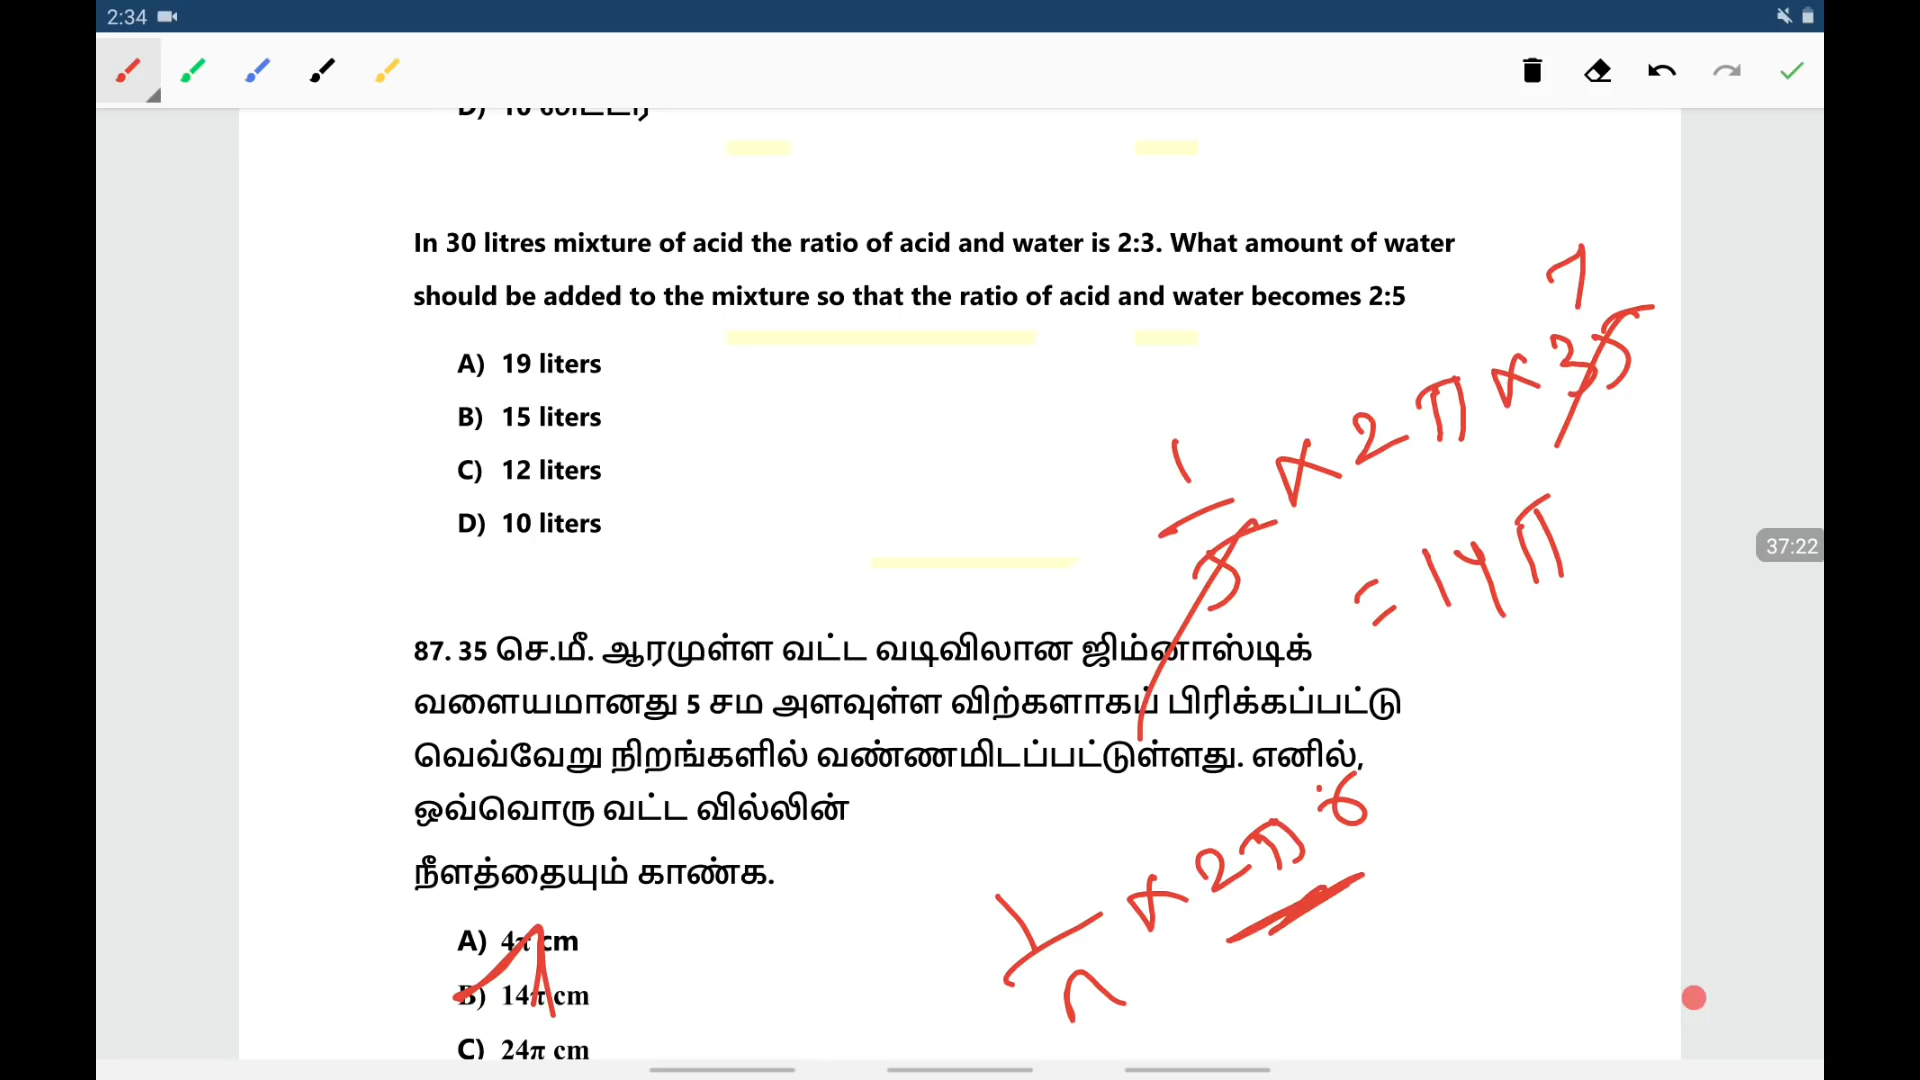 2:34
D) 10 லிட்டர்
In 30 litres mixture of acid the ratio of acid and water is 2:3. What amount of water
should be added to the mixture so that the ratio of acid and water becomes 2:5
A) 19 liters
B) 15 liters
C) 12 liters
D) 10 liters
1/5 × 2π × 35
7
= 14π
37:22
87. 35 செ.மீ. ஆரமுள்ள வட்ட வடிவிலான ஜிம்னாஸ்டிக்
வளையமானது 5 சம அளவுள்ள விற்களாகப் பிரிக்கப்பட்டு
வெவ்வேறு நிறங்களில் வண்ணமிடப்பட்டுள்ளது. எனில்,
ஒவ்வொரு வட்ட வில்லின்
நீளத்தையும் காண்க.
1/n × 2π
A) 4π cm
B) 14π cm
C) 24π cm